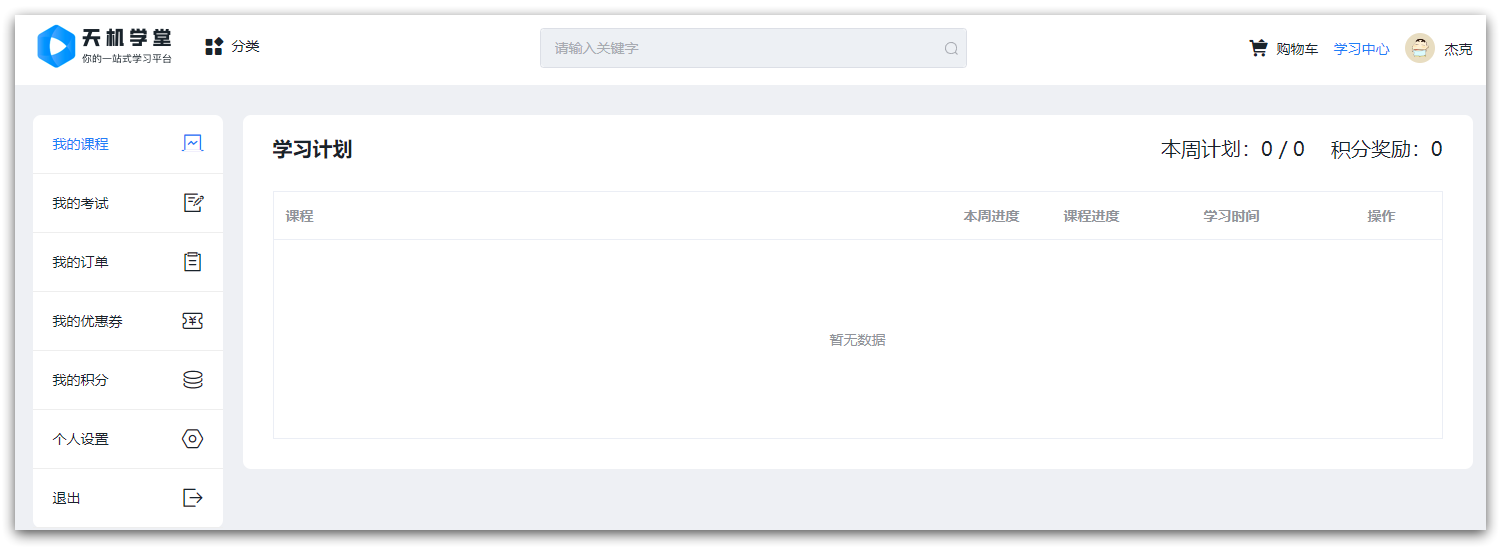 天机学堂
你的一站式学习平台
分类
请输入关键字
购物车
学习中心
杰克
我的课程
我的考试
我的订单
我的优惠券
我的积分
个人设置
退出
学习计划
本周计划：0 / 0 积分奖励：0
课程 本周进度 课程进度 学习时间 操作
暂无数据